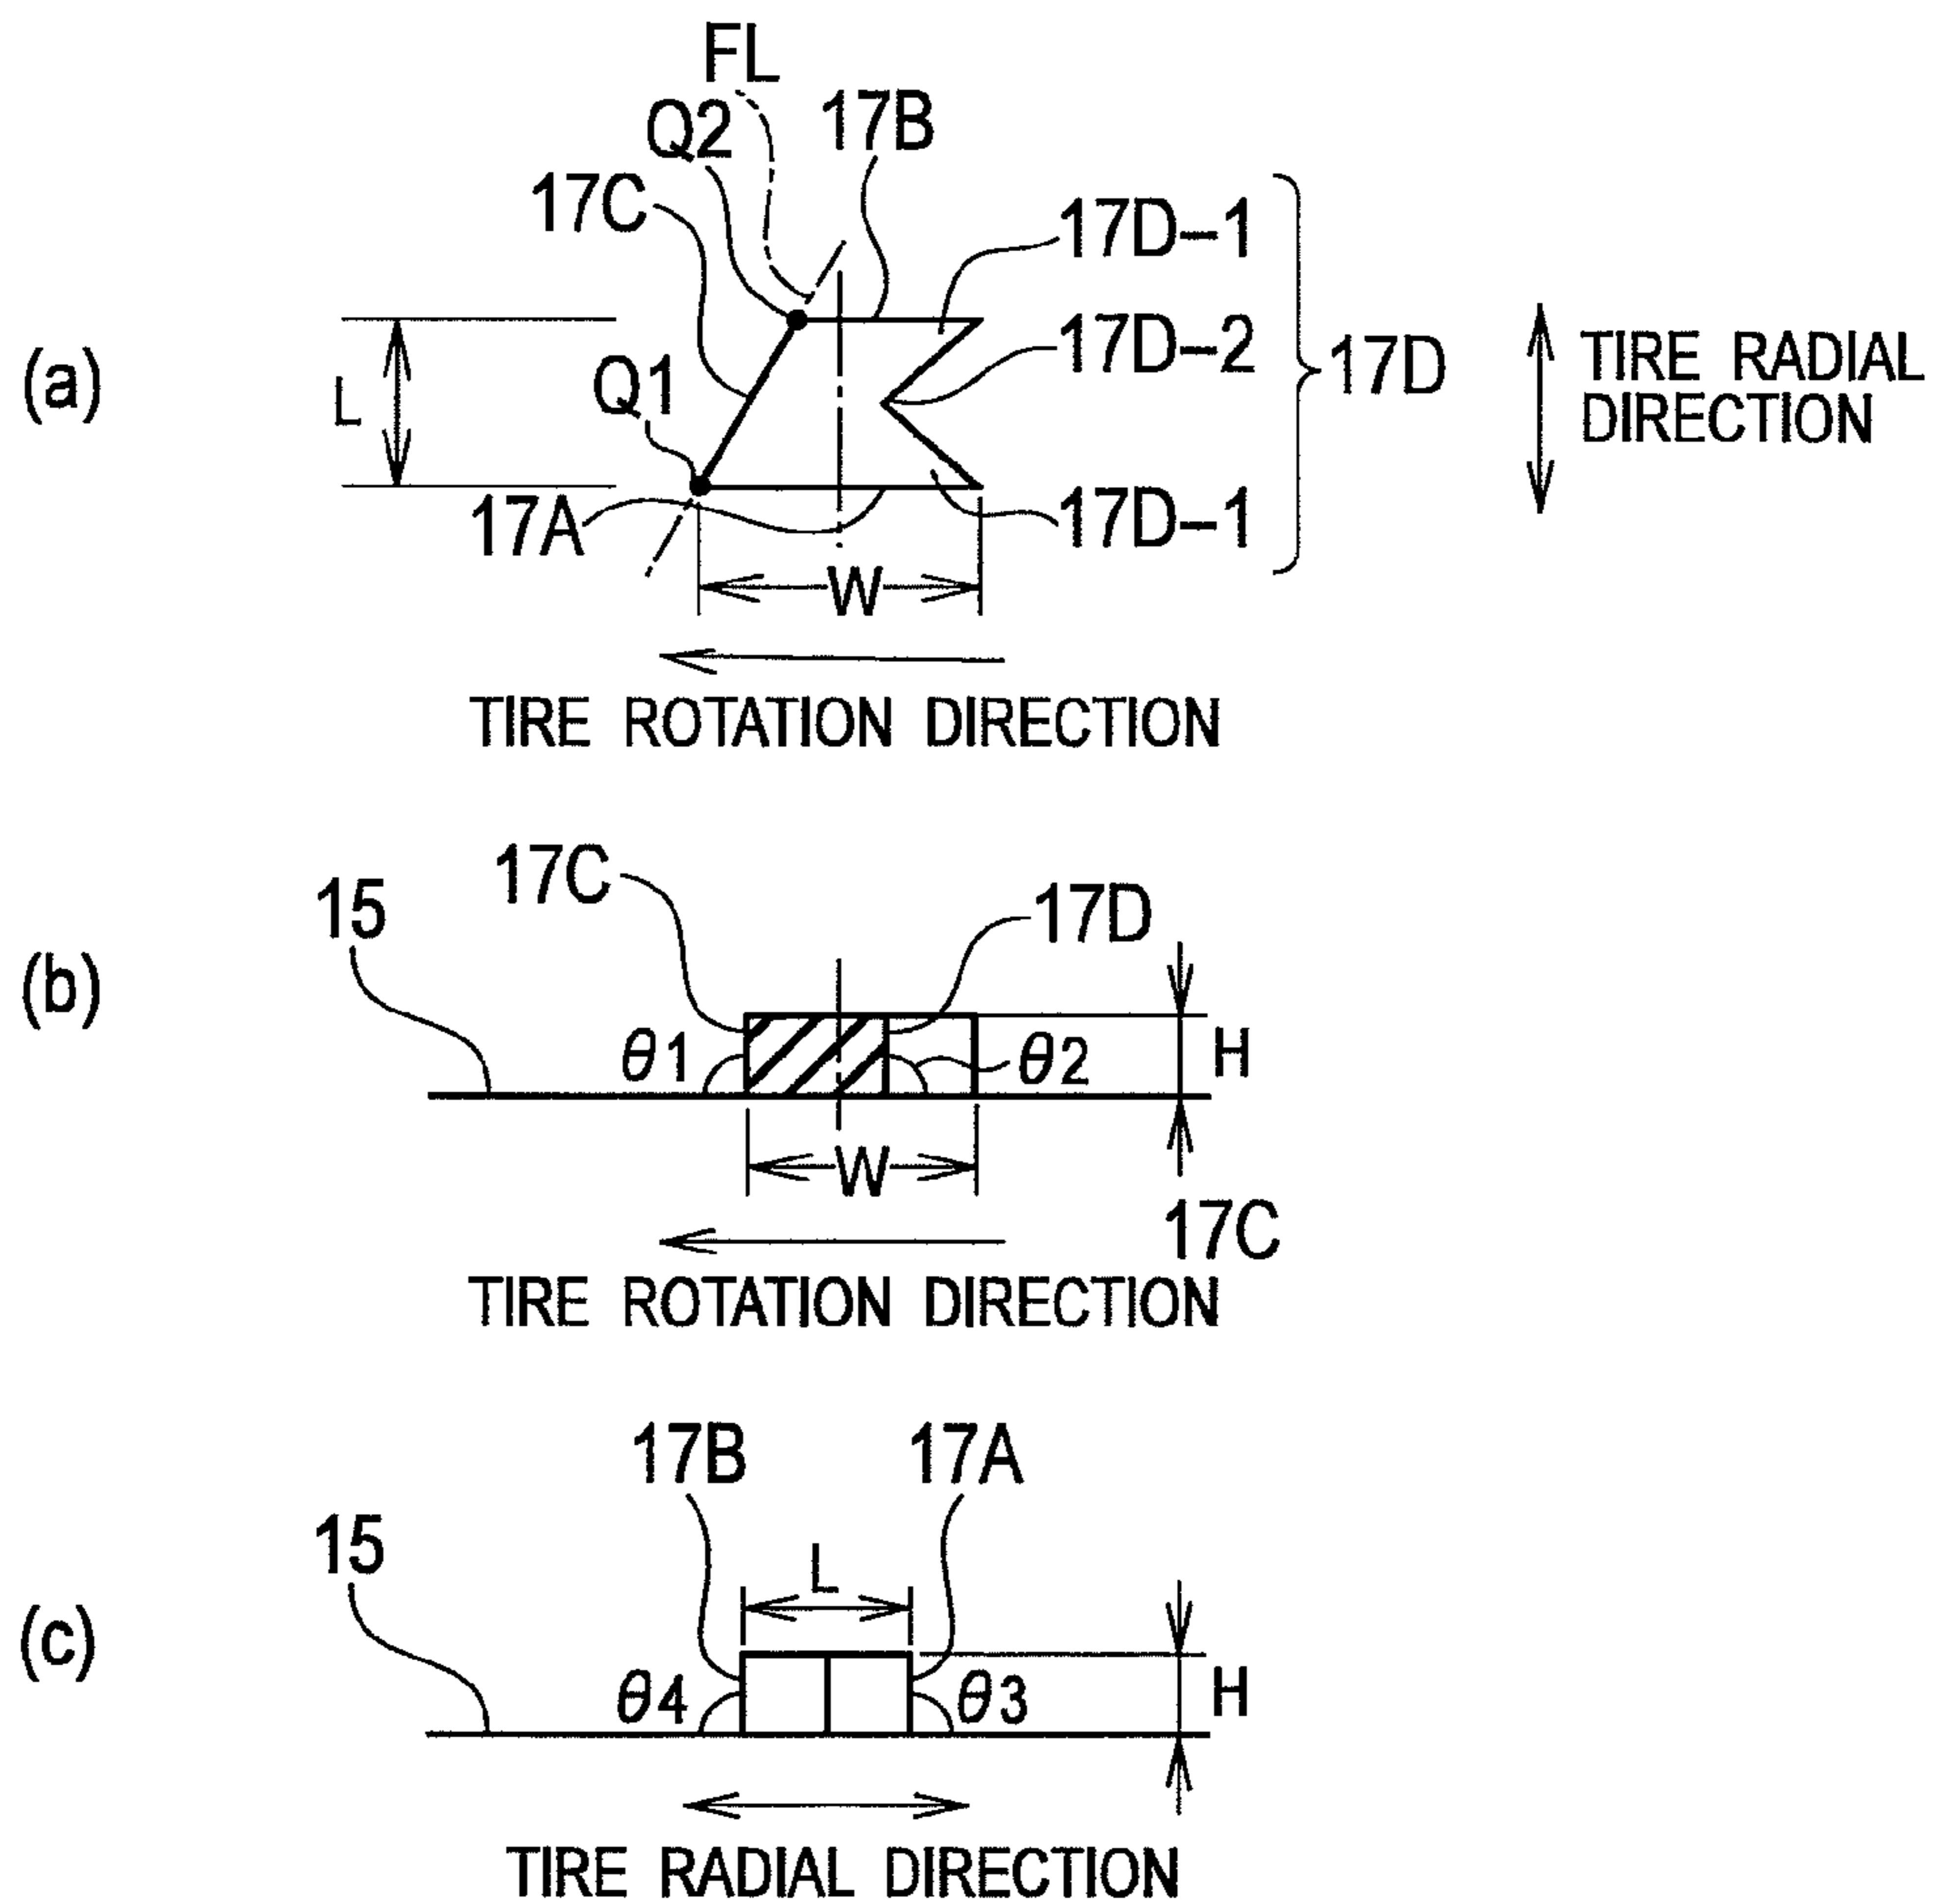 FL
Q2
17B
17C
17D-1
(a)
L
Q1
17D-2
17D
TIRE RADIAL
DIRECTION
17A
17D-1
W
TIRE ROTATION DIRECTION
17C
15
17D
(b)
θ1
θ2
H
W
17C
TIRE ROTATION DIRECTION
17B
17A
15
L
(c)
θ4
θ3
H
TIRE RADIAL DIRECTION